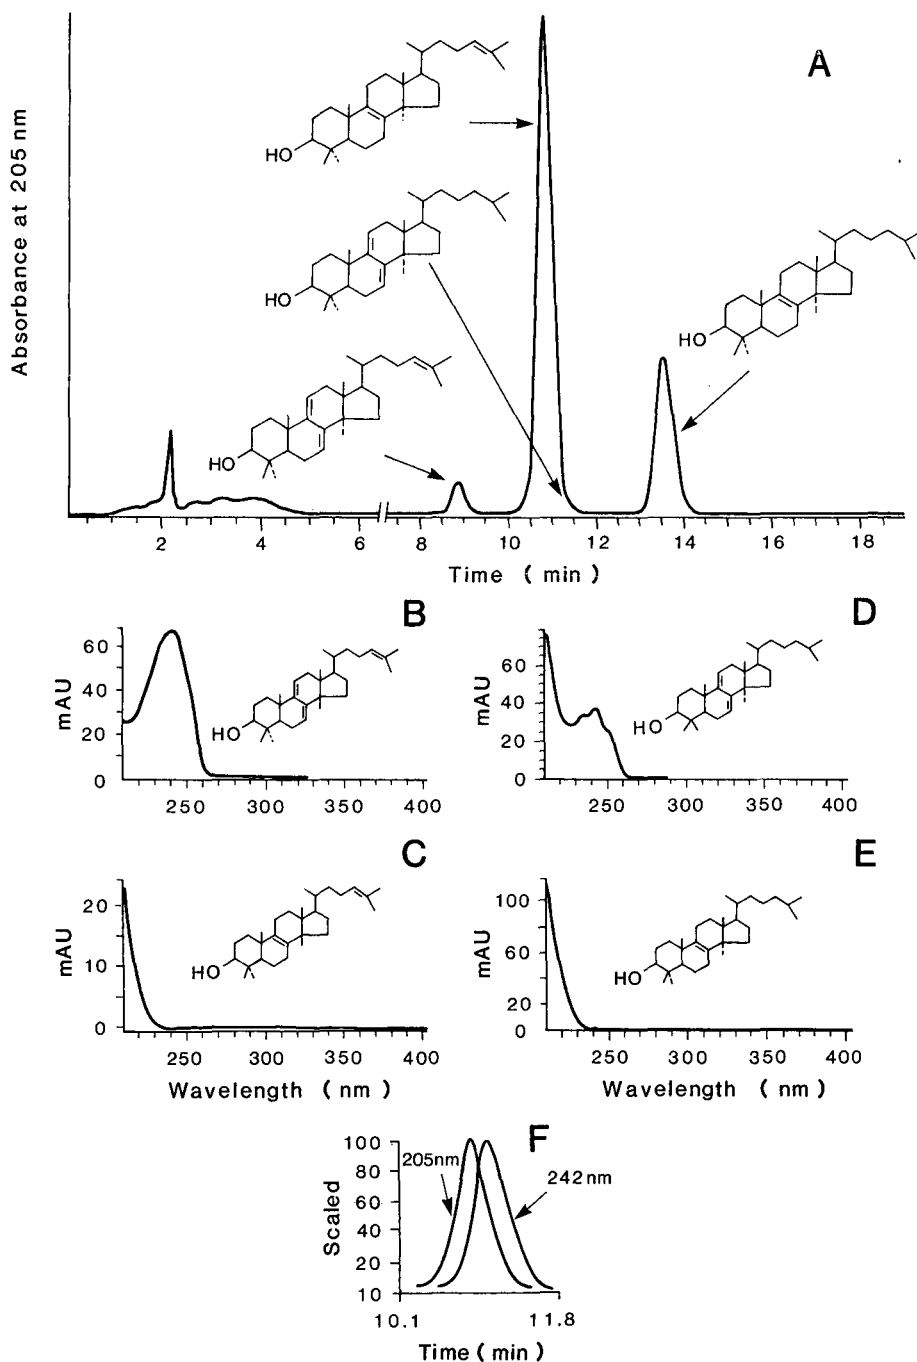 A
Absorbance at 205 nm
HO
HO
HO
HO
2 4 6 8 10 12 14 16 18
Time ( min)
B
mAU
60
40
20
0
HO
250 300 350 400
D
mAU
60
40
20
0
HO
250 300 350 400
C
mAU
20
10
0
HO
250 300 350 400
Wavelength ( nm)
E
mAU
100
60
20
0
HO
250 300 350 400
Wavelength ( nm)
F
Scaled
100
80
60
40
20
10
205nm
242 nm
10.1 11.8
Time ( min)